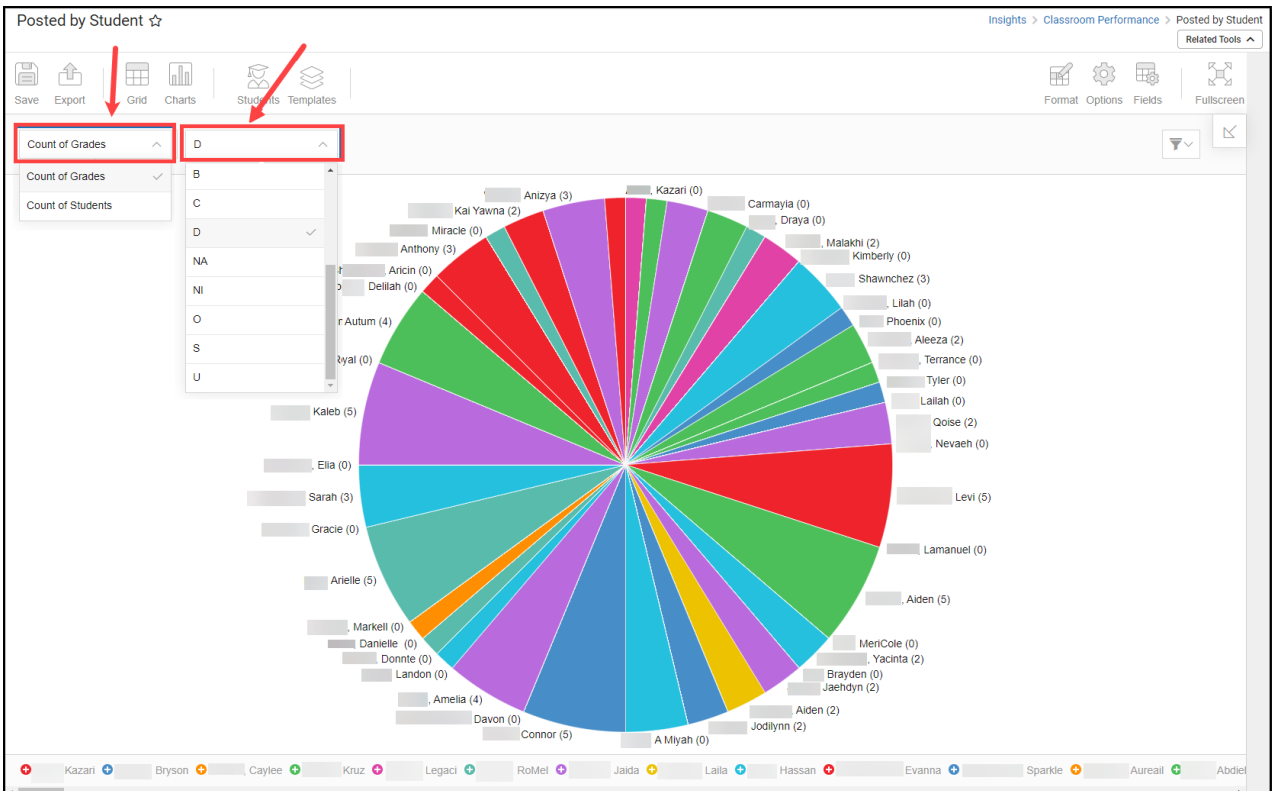 Posted by Student
Insights > Classroom Performance > Posted by Student
Related Tools
Save Export Grid Charts Students Templates Format Options Fields Fullscreen
Count of Grades
D
Count of Grades
Count of Students
B
C
D
NA
NI
O
S
U
Anizya (3)
, Kazari (0)
Kai Yawna (2)
Carmayia (0)
Miracle (0)
, Draya (0)
Anthony (3)
, Malakhi (2)
Kimberly (0)
, Aricin (0)
Shawnchez (3)
Delilah (0)
, Lilah (0)
Autum (4)
Phoenix (0)
Aleeza (2)
(0)
, Terrance (0)
Tyler (0)
Lailah (0)
Kaleb (5)
Qoise (2)
, Nevaeh (0)
, Elia (0)
Sarah (3)
Levi (5)
Gracie (0)
Lamanuel (0)
Arielle (5)
, Aiden (5)
, Markell (0)
Danielle (0)
MeriCole (0)
Donnte (0)
, Yacinta (2)
Landon (0)
Brayden (0)
Jaehdyn (2)
, Amelia (4)
Aiden (2)
Davon (0)
Jodilynn (2)
Connor (5)
A Miyah (0)
Kazari Bryson , Caylee Kruz Legaci RoMel Jaida Laila Hassan Evanna Sparkle Aureail Abdiel